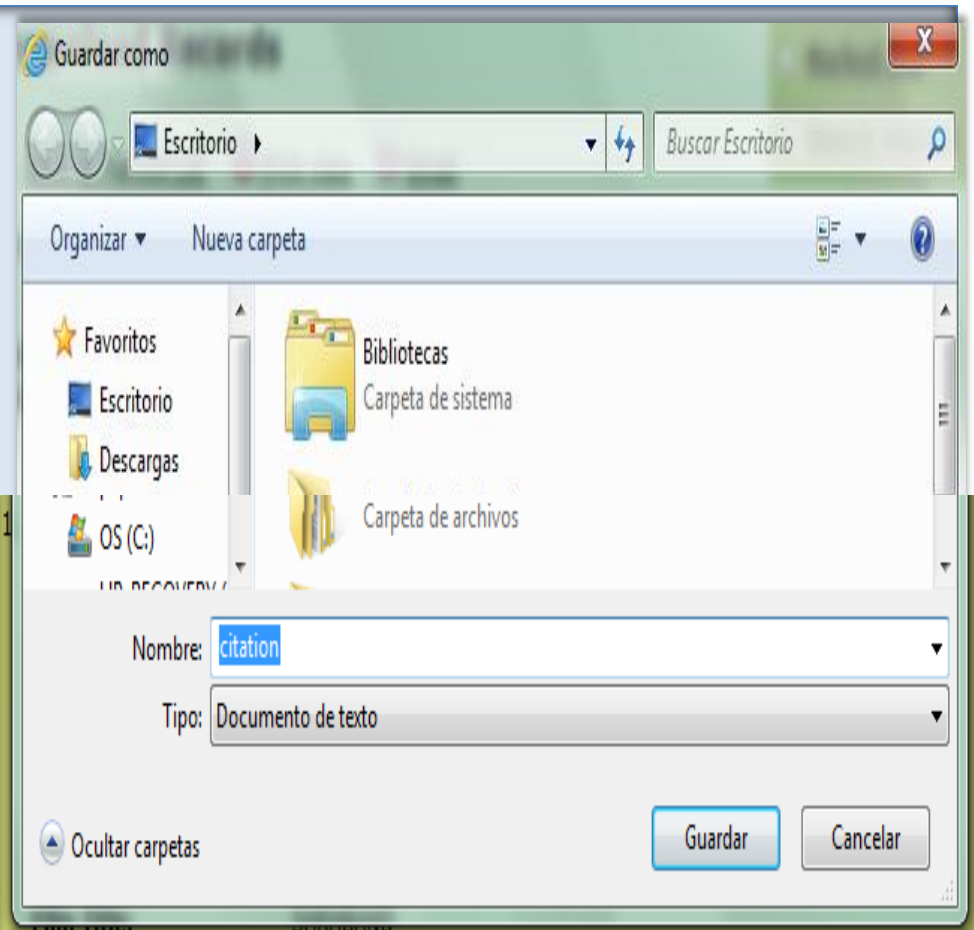 Guardar como
X
Escritorio
Buscar Escritorio
Organizar
Nueva carpeta
Favoritos
Escritorio
Descargas
1
OS (C:)
Bibliotecas
Carpeta de sistema
Carpeta de archivos
Nombre: citation
Tipo: Documento de texto
Ocultar carpetas
Guardar
Cancelar